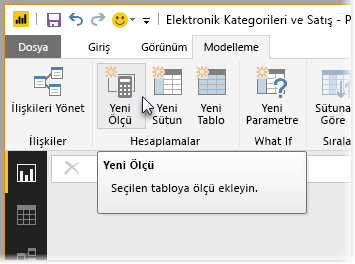 Elektronik Kategorileri ve Satış - P
Dosya Giriş Görünüm Modelleme
İlişkileri Yönet
Yeni Ölçü
Yeni Sütun
Yeni Tablo
Yeni Parametre
Sütuna Göre
İlişkiler Hesaplamalar What If Sırala
Yeni Ölçü
Seçilen tabloya ölçü ekleyin.